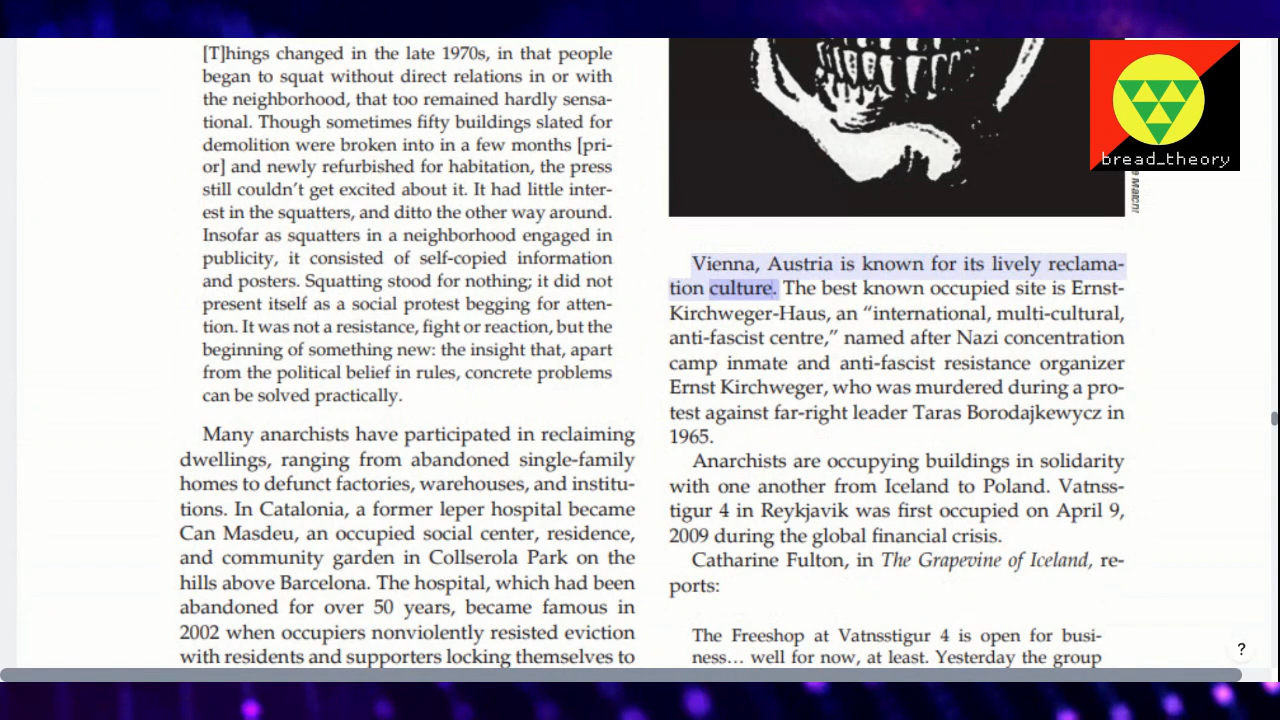 [T]hings changed in the late 1970s, in that people
began to squat without direct relations in or with
the neighborhood, that too remained hardly sensa-
tional. Though sometimes fifty buildings slated for
demolition were broken into in a few months [pri-
or] and newly refurbished for habitation, the press
still couldn't get excited about it. It had little inter-
est in the squatters, and ditto the other way around.
Insofar as squatters in a neighborhood engaged in
publicity, it consisted of self-copied information
and posters. Squatting stood for nothing; it did not
present itself as a social protest begging for atten-
tion. It was not a resistance, fight or reaction, but the
beginning of something new: the insight that, apart
from the political belief in rules, concrete problems
can be solved practically.
Many anarchists have participated in reclaiming
dwellings, ranging from abandoned single-family
homes to defunct factories, warehouses, and institu-
tions. In Catalonia, a former leper hospital became
Can Masdeu, an occupied social center, residence,
and community garden in Collserola Park on the
hills above Barcelona. The hospital, which had been
abandoned for over 50 years, became famous in
2002 when occupiers nonviolently resisted eviction
with residents and supporters locking themselves to
Vienna, Austria is known for its lively reclama-
tion culture. The best known occupied site is Ernst-
Kirchweger-Haus, an “international, multi-cultural,
anti-fascist centre,” named after Nazi concentration
camp inmate and anti-fascist resistance organizer
Ernst Kirchweger, who was murdered during a pro-
test against far-right leader Taras Borodajkewycz in
1965.
Anarchists are occupying buildings in solidarity
with one another from Iceland to Poland. Vatnss-
tigur 4 in Reykjavik was first occupied on April 9,
2009 during the global financial crisis.
Catharine Fulton, in The Grapevine of Iceland, re-
ports:
The Freeshop at Vatnsstigur 4 is open for busi-
ness… well for now, at least. Yesterday the group
bread_theory
?